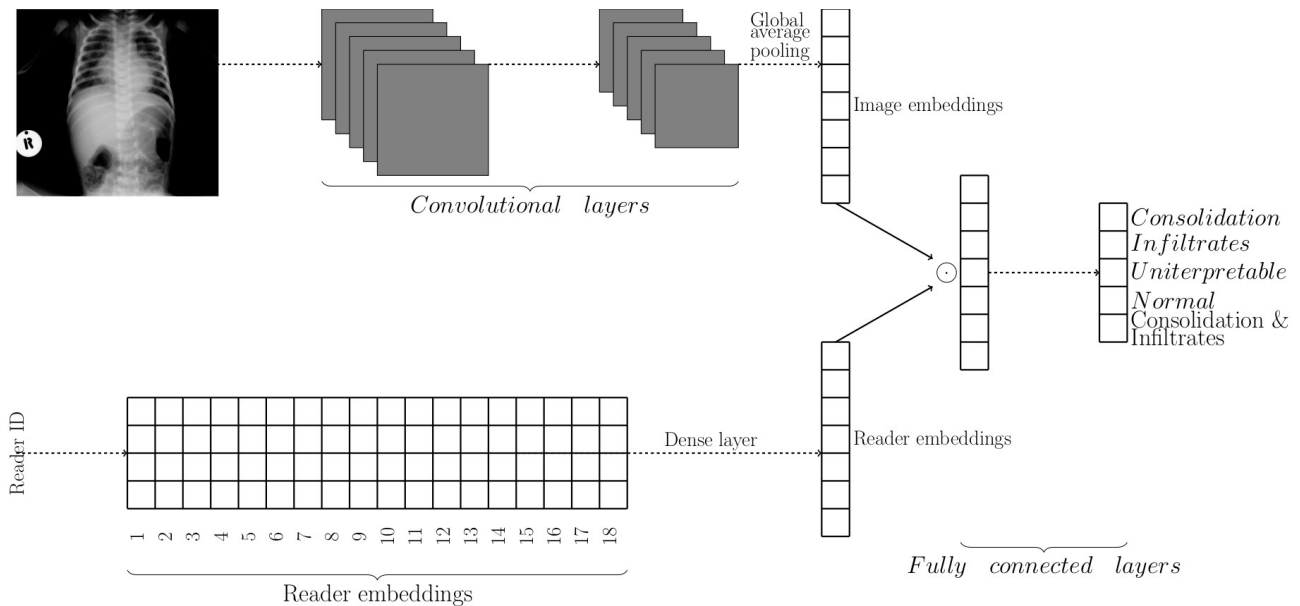 R
Global
average
pooling
Image embeddings
Convolutional layers
Consolidation
Infiltrates
Uniterpretable
Normal
Consolidation &
Infiltrates
Reader ID
Dense layer
Reader embeddings
1 2 3 4 5 6 7 8 9 10 11 12 13 14 15 16 17 18
Reader embeddings
Fully connected layers